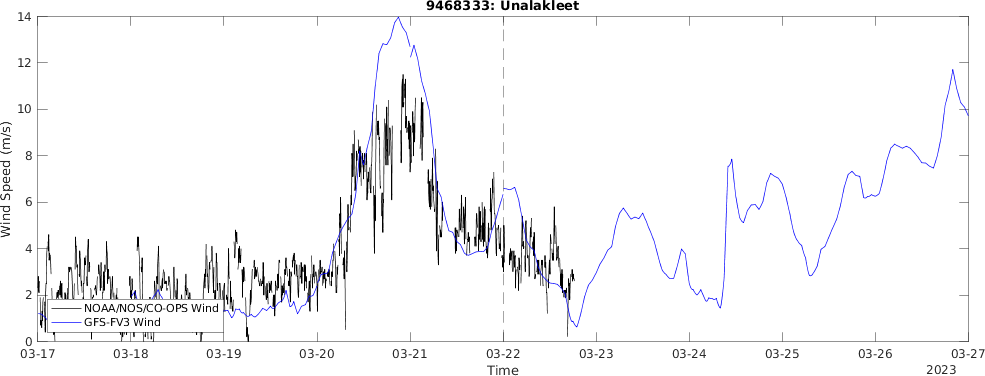 9468333: Unalakleet
Wind Speed (m/s)
14
12
10
8
6
4
2
0
NOAA/NOS/CO-OPS Wind
GFS-FV3 Wind
03-17 03-18 03-19 03-20 03-21 03-22 03-23 03-24 03-25 03-26 03-27
Time
2023